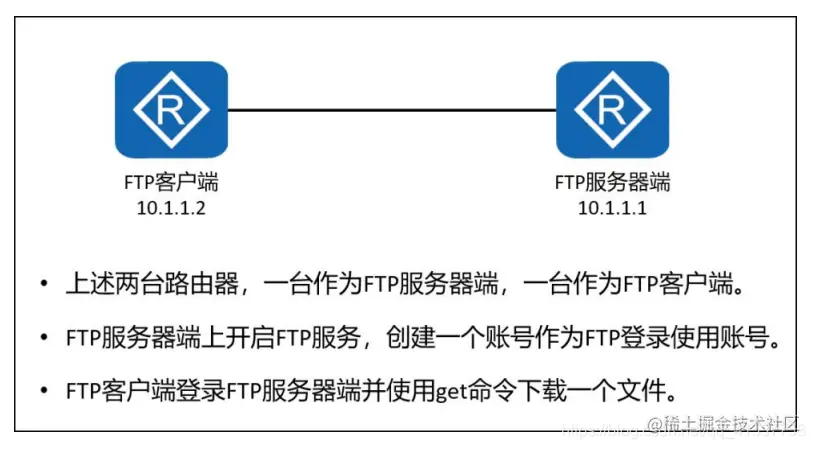 R
R
FTP客户端
10.1.1.2
FTP服务器端
10.1.1.1
• 上述两台路由器，一台作为FTP服务器端，一台作为FTP客户端。
• FTP服务器端上开启FTP服务，创建一个账号作为FTP登录使用账号。
• FTP客户端登录FTP服务器端并使用get命令下载一个文件。
@稀土掘金技术社区